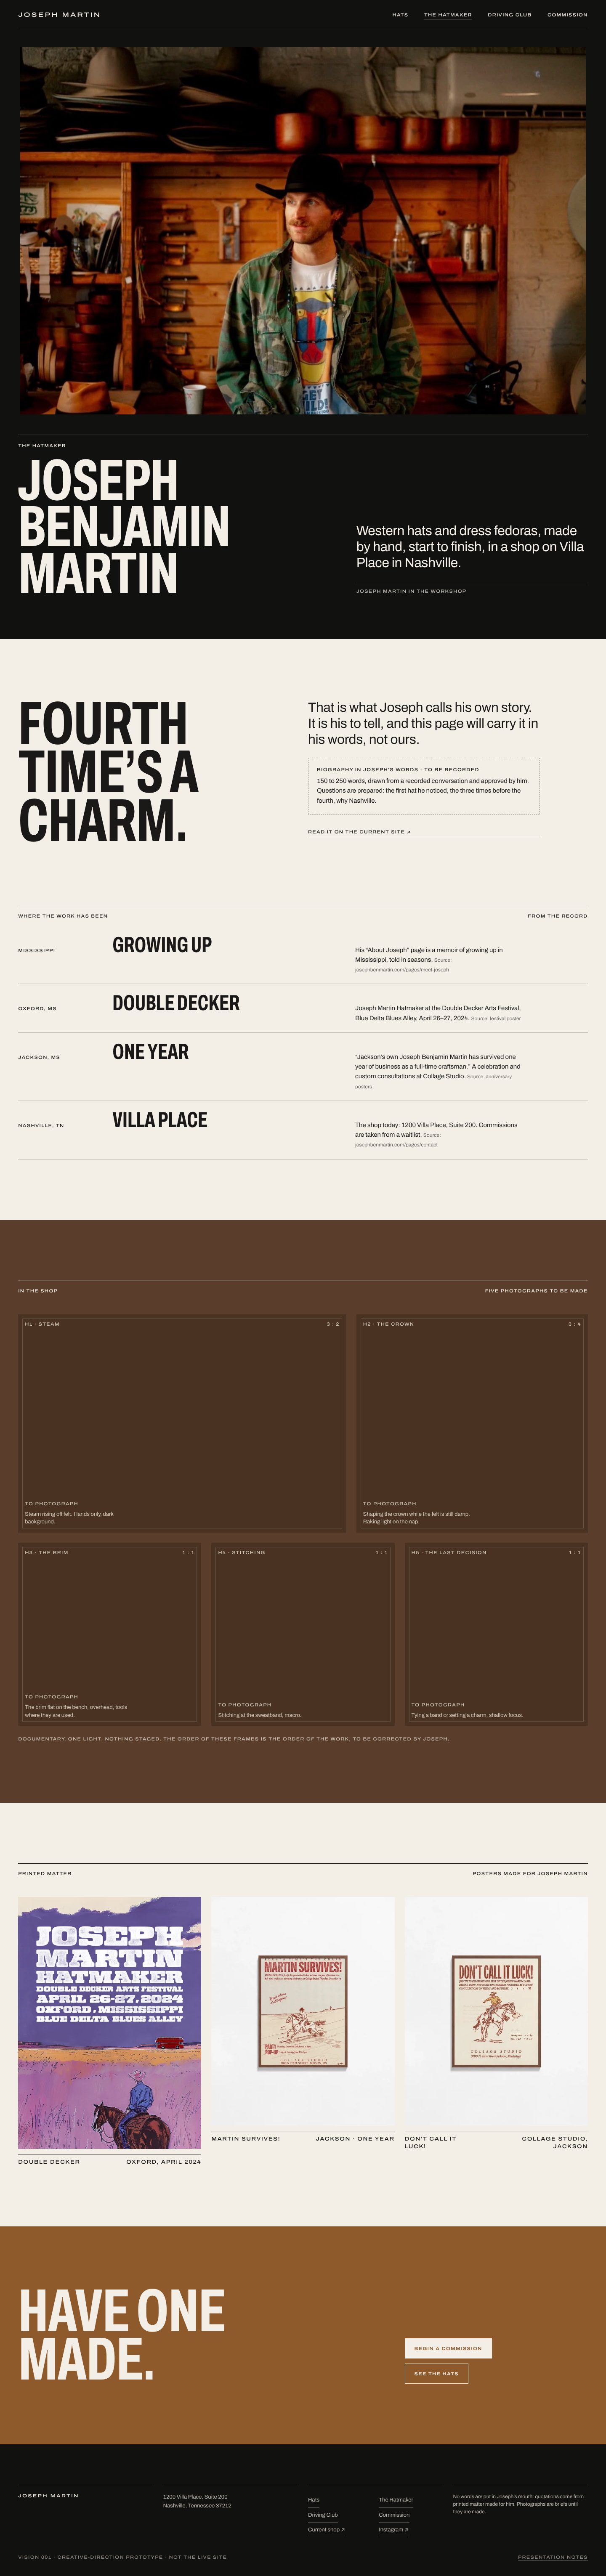 JOSEPH MARTIN
HATS
THE HATMAKER
DRIVING CLUB
COMMISSION
THE HATMAKER
JOSEPH
BENJAMIN
MARTIN
Western hats and dress fedoras, made
by hand, start to finish, in a shop on Villa
Place in Nashville.
JOSEPH MARTIN IN THE WORKSHOP
FOURTH
TIME’S A
CHARM.
That is what Joseph calls his own story.
It is his to tell, and this page will carry it in
his words, not ours.
BIOGRAPHY IN JOSEPH’S WORDS · TO BE RECORDED
150 to 250 words, drawn from a recorded conversation and approved by him.
Questions are prepared: the first hat he noticed, the three times before the
fourth, why Nashville.
READ IT ON THE CURRENT SITE ↗
WHERE THE WORK HAS BEEN
FROM THE RECORD
MISSISSIPPI
GROWING UP
His “About Joseph” page is a memoir of growing up in
Mississippi, told in seasons. Source:
josephbenmartin.com/pages/meet-joseph
OXFORD, MS
DOUBLE DECKER
Joseph Martin Hatmaker at the Double Decker Arts Festival,
Blue Delta Blues Alley, April 26–27, 2024. Source: festival poster
JACKSON, MS
ONE YEAR
“Jackson’s own Joseph Benjamin Martin has survived one
year of business as a full-time craftsman.” A celebration and
custom consultations at Collage Studio. Source: anniversary
posters
NASHVILLE, TN
VILLA PLACE
The shop today: 1200 Villa Place, Suite 200. Commissions
are taken from a waitlist. Source:
josephbenmartin.com/pages/contact
IN THE SHOP
FIVE PHOTOGRAPHS TO BE MADE
H1 · STEAM
3 : 2
TO PHOTOGRAPH
Steam rising off felt. Hands only, dark
background.
H2 · THE CROWN
3 : 4
TO PHOTOGRAPH
Shaping the crown while the felt is still damp.
Raking light on the nap.
H3 · THE BRIM
1 : 1
TO PHOTOGRAPH
The brim flat on the bench, overhead, tools
where they are used.
H4 · STITCHING
1 : 1
TO PHOTOGRAPH
Stitching at the sweatband, macro.
H5 · THE LAST DECISION
1 : 1
TO PHOTOGRAPH
Tying a band or setting a charm, shallow focus.
DOCUMENTARY, ONE LIGHT, NOTHING STAGED. THE ORDER OF THESE FRAMES IS THE ORDER OF THE WORK, TO BE CORRECTED BY JOSEPH.
PRINTED MATTER
POSTERS MADE FOR JOSEPH MARTIN
JOSEPH
MARTIN
HATMAKER
DOUBLE DECKER ARTS FESTIVAL
APRIL 26-27, 2024
OXFORD, MISSISSIPPI
BLUE DELTA BLUES ALLEY
DOUBLE DECKER
OXFORD, APRIL 2024
MARTIN SURVIVES!
PARTY
POP-UP
COLLAGE STUDIO
MARTIN SURVIVES!
JACKSON · ONE YEAR
DON'T CALL IT LUCK!
COLLAGE STUDIO
DON’T CALL IT
LUCK!
COLLAGE STUDIO,
JACKSON
HAVE ONE
MADE.
BEGIN A COMMISSION
SEE THE HATS
JOSEPH MARTIN
1200 Villa Place, Suite 200
Nashville, Tennessee 37212
Hats
The Hatmaker
Driving Club
Commission
Current shop ↗
Instagram ↗
No words are put in Joseph’s mouth: quotations come from
printed matter made for him. Photographs are briefs until
they are made.
VISION 001 · CREATIVE-DIRECTION PROTOTYPE · NOT THE LIVE SITE
PRESENTATION NOTES